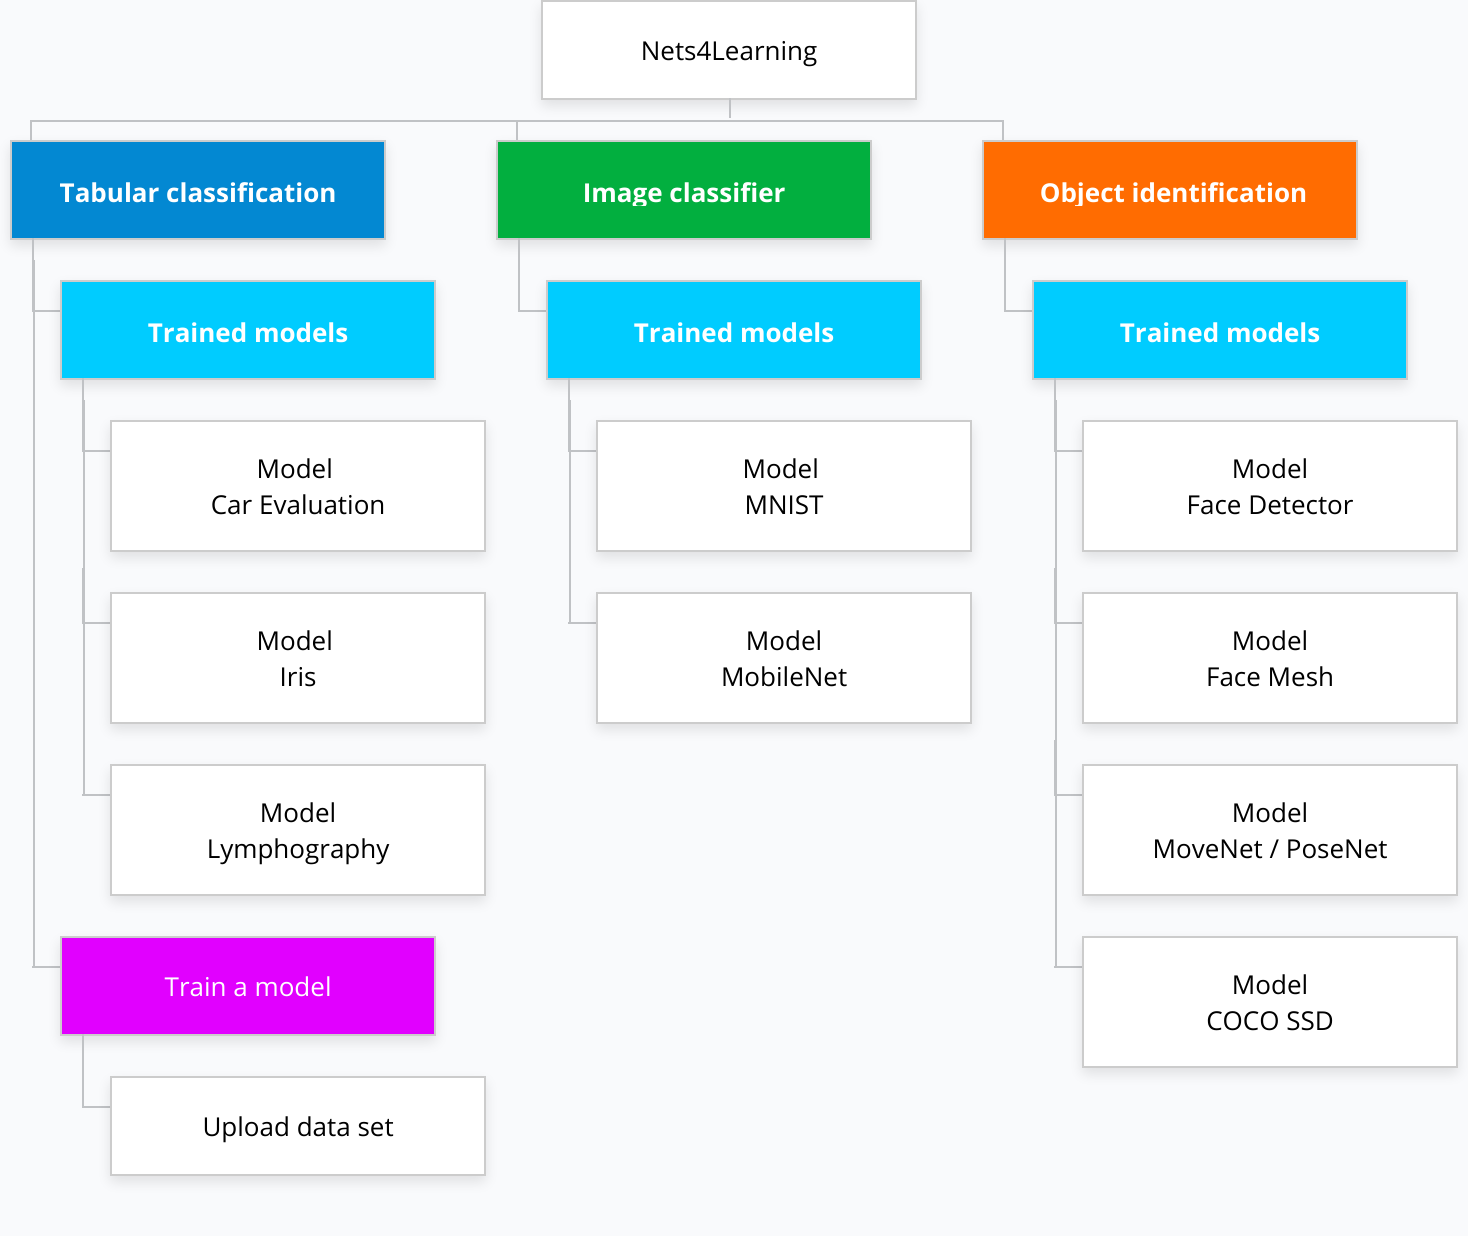 Nets4Learning
Tabular classification
Image classifier
Object identification
Trained models
Trained models
Trained models
Model
Car Evaluation
Model
MNIST
Model
Face Detector
Model
Iris
Model
MobileNet
Model
Face Mesh
Model
Lymphography
Model
MoveNet / PoseNet
Train a model
Model
COCO SSD
Upload data set